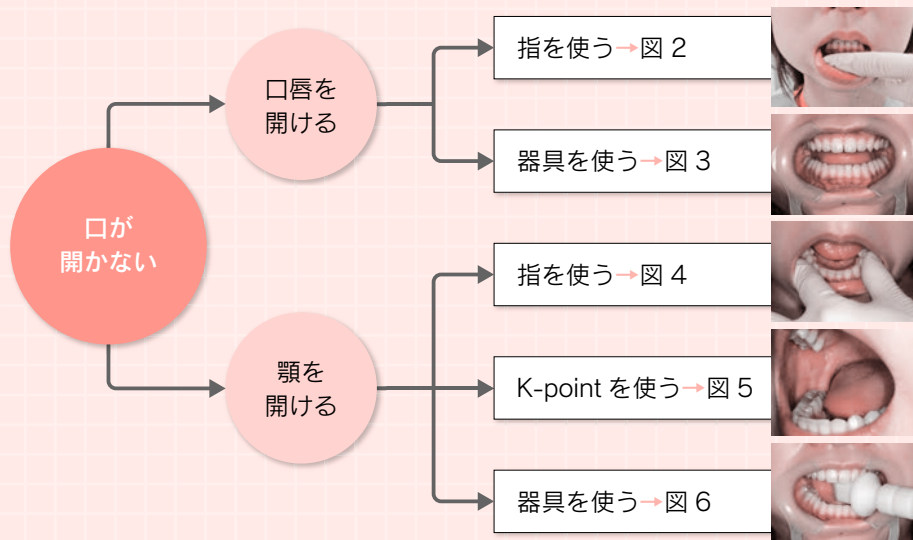 口が
開かない
口唇を
開ける
指を使う→図 2
器具を使う→図 3
顎を
開ける
指を使う→図 4
K-point を使う→図 5
器具を使う→図 6